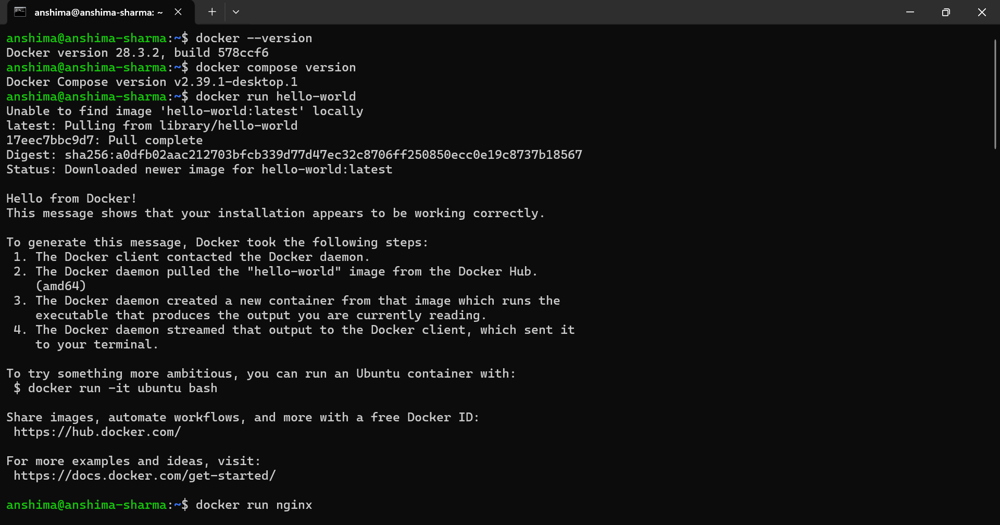 anshima@anshima-sharma: ~
anshima@anshima-sharma:~$ docker --version
Docker version 28.3.2, build 578ccf6
anshima@anshima-sharma:~$ docker compose version
Docker Compose version v2.39.1-desktop.1
anshima@anshima-sharma:~$ docker run hello-world
Unable to find image 'hello-world:latest' locally
latest: Pulling from library/hello-world
17eec7bbc9d7: Pull complete
Digest: sha256:a0dfb02aac212703bfcb339d77d47ec32c8706ff250850ecc0e19c8737b18567
Status: Downloaded newer image for hello-world:latest

Hello from Docker!
This message shows that your installation appears to be working correctly.

To generate this message, Docker took the following steps:
 1. The Docker client contacted the Docker daemon.
 2. The Docker daemon pulled the "hello-world" image from the Docker Hub.
    (amd64)
 3. The Docker daemon created a new container from that image which runs the
    executable that produces the output you are currently reading.
 4. The Docker daemon streamed that output to the Docker client, which sent it
    to your terminal.

To try something more ambitious, you can run an Ubuntu container with:
 $ docker run -it ubuntu bash

Share images, automate workflows, and more with a free Docker ID:
 https://hub.docker.com/

For more examples and ideas, visit:
 https://docs.docker.com/get-started/

anshima@anshima-sharma:~$ docker run nginx